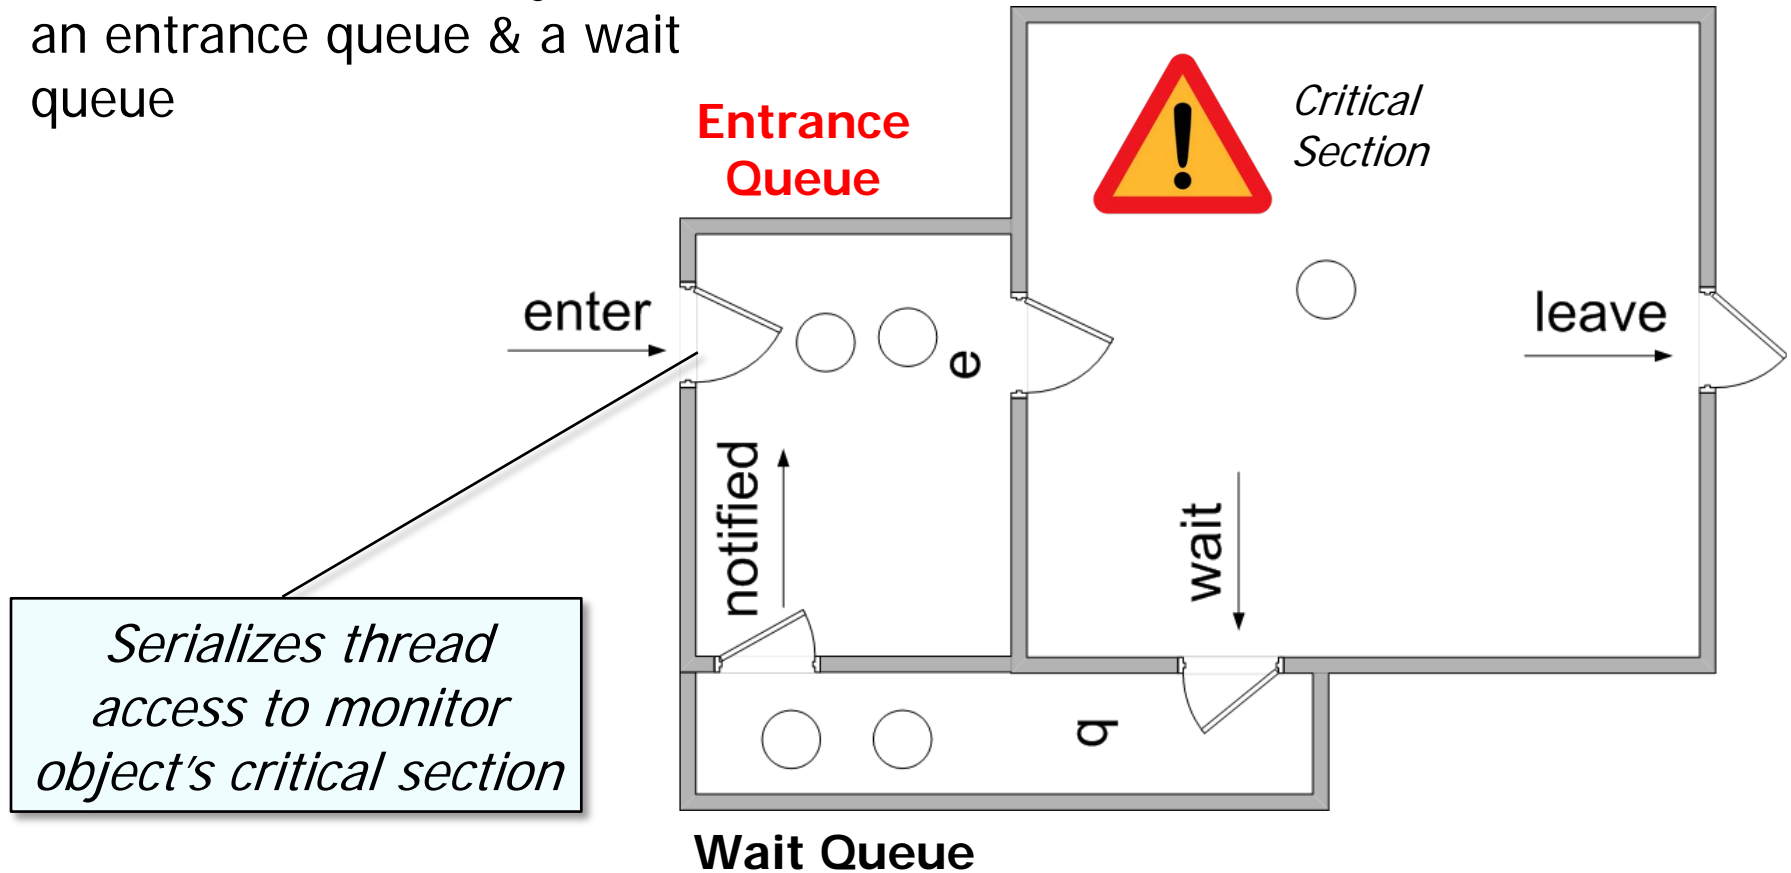 an entrance queue & a wait
queue
Entrance
Queue
Critical
Section
enter
e
leave
notified
wait
Serializes thread
access to monitor
object's critical section
q
Wait Queue